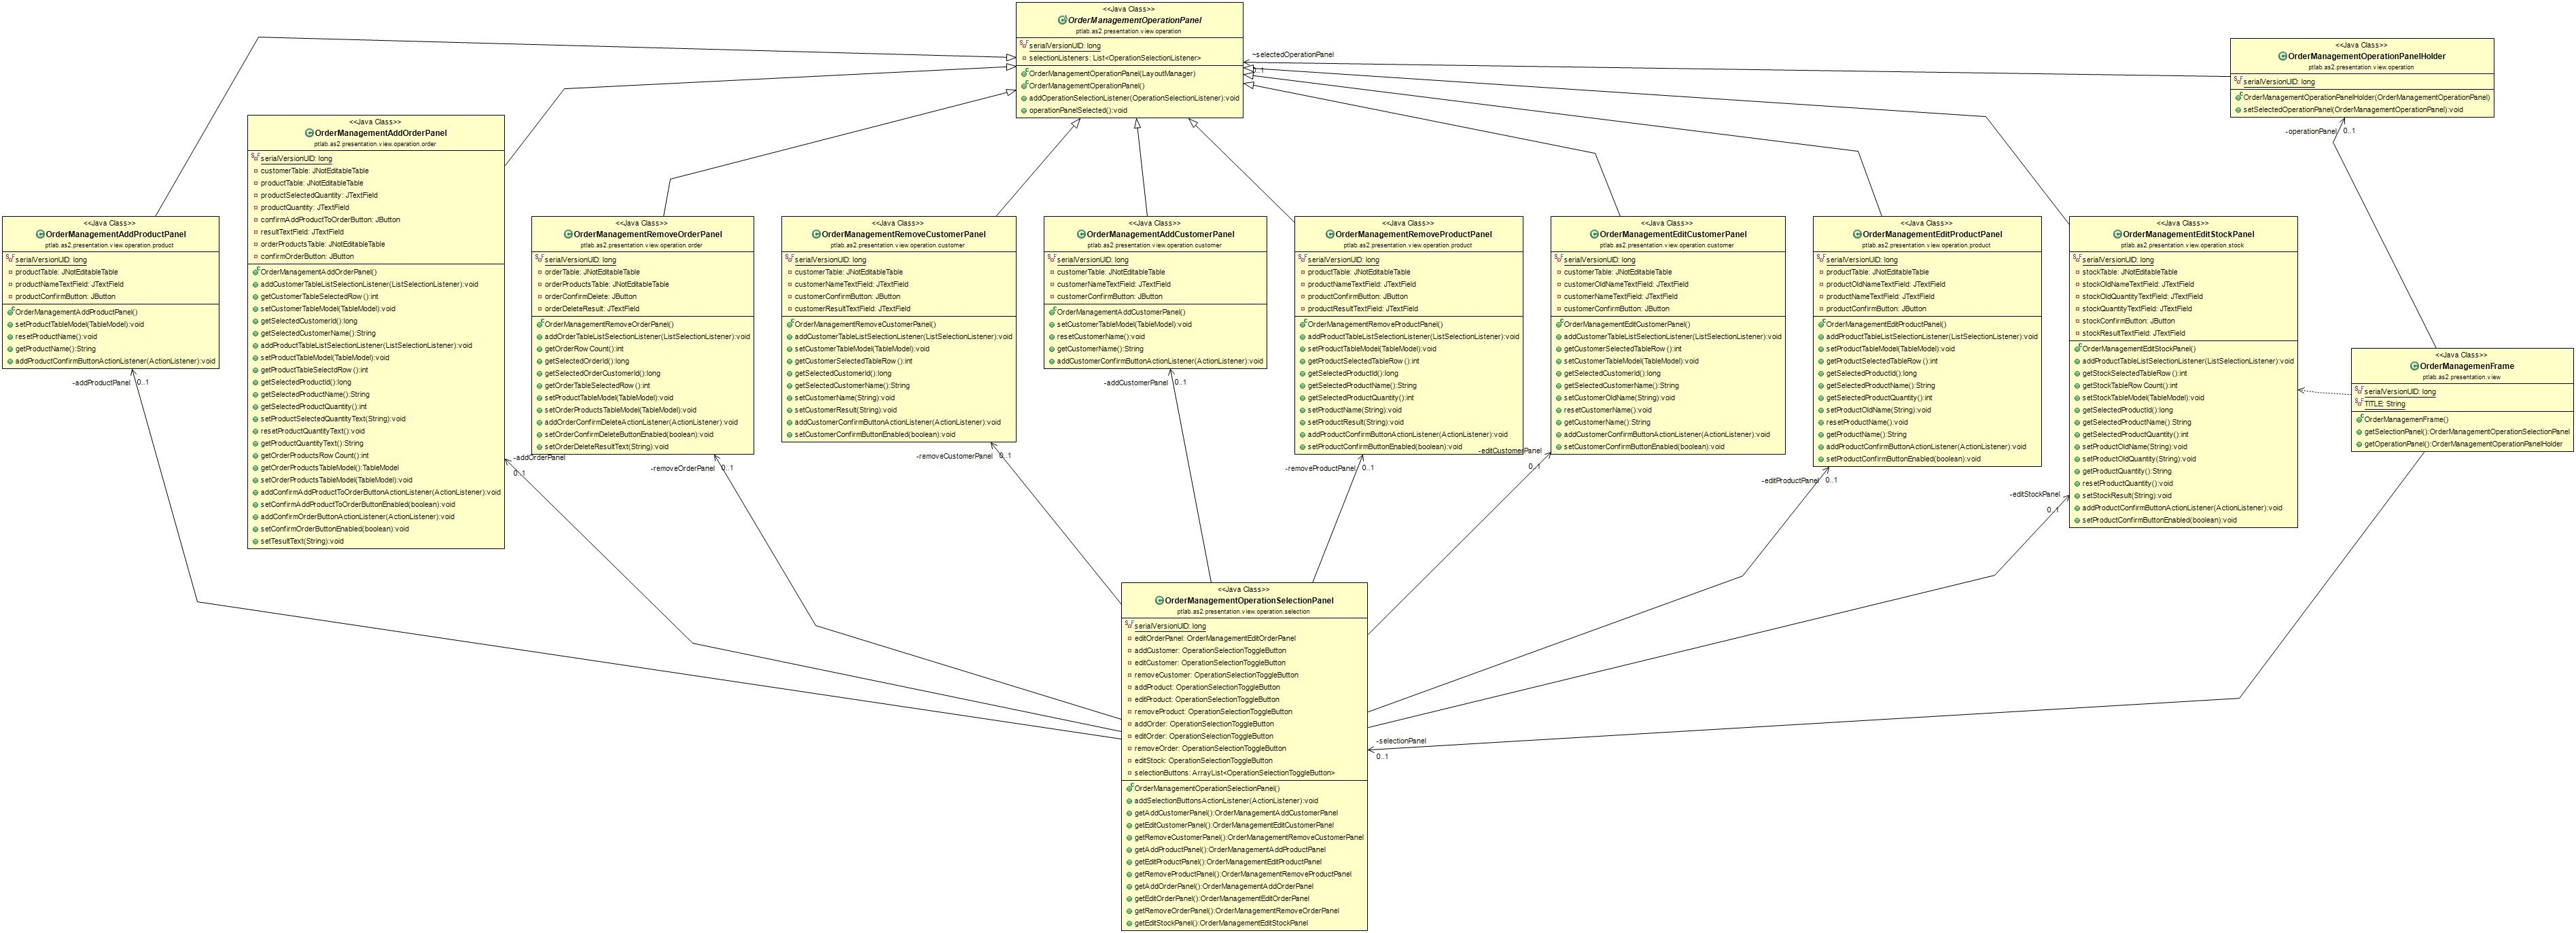 <<Java Class>>
OrderManagementOperationPanel
ptlab.as2.presentation.view.operation
serialVersionUID: long
selectionListeners: List<OperationSelectionListener>
OrderManagementOperationPanel(LayoutManager)
OrderManagementOperationPanel()
addOperationSelectionListener(OperationSelectionListener):void
operationPanelSelected():void
~selectedOperationPanel
0..1
<<Java Class>>
OrderManagementOperationPanelHolder
ptlab.as2.presentation.view.operation
serialVersionUID: long
OrderManagementOperationPanelHolder(OrderManagementOperationPanel)
setSelectedOperationPanel(OrderManagementOperationPanel):void
-operationPanel
0..1
<<Java Class>>
OrderManagementAddProductPanel
ptlab.as2.presentation.view.operation.product
serialVersionUID: long
productTable: JNotEditableTable
productNameTextField: JTextField
productConfirmButton: JButton
OrderManagementAddProductPanel()
setProductTableModel(TableModel):void
resetProductName():void
getProductName():String
addProductConfirmButtonActionListener(ActionListener):void
-addProductPanel
0..1
<<Java Class>>
OrderManagementAddOrderPanel
ptlab.as2.presentation.view.operation.order
serialVersionUID: long
customerTable: JNotEditableTable
productTable: JNotEditableTable
productSelectedQuantity: JTextField
productQuantity: JTextField
confirmAddProductToOrderButton: JButton
resultTextField: JTextField
orderProductsTable: JNotEditableTable
confirmOrderButton: JButton
OrderManagementAddOrderPanel()
addCustomerTableListSelectionListener(ListSelectionListener):void
getCustomerTableSelectedRow ():int
setCustomerTableModel(TableModel):void
getSelectedCustomerId():long
getSelectedCustomerName():String
addProductTableListSelectionListener(ListSelectionListener):void
setProductTableModel(TableModel):void
getProductTableSelectdRow ():int
getSelectedProductId():long
getSelectedProductName():String
getSelectedProductQuantity():int
setProductSelectedQuantityText(String):void
resetProductQuantityText():void
getProductQuantityText():String
getOrderProductsRow Count():int
getOrderProductsTableModel():TableModel
setOrderProductsTableModel(TableModel):void
addConfirmAddProductToOrderButtonActionListener(ActionListener):void
setConfirmAddProductToOrderButtonEnabled(boolean):void
addConfirmOrderButtonActionListener(ActionListener):void
setConfirmOrderButtonEnabled(boolean):void
setTesultText(String):void
-addOrderPanel
0..1
<<Java Class>>
OrderManagementRemoveOrderPanel
ptlab.as2.presentation.view.operation.order
serialVersionUID: long
orderTable: JNotEditableTable
orderProductsTable: JNotEditableTable
orderConfirmDelete: JButton
orderDeleteResult: JTextField
OrderManagementRemoveOrderPanel()
addOrderTableListSelectionListener(ListSelectionListener):void
getOrderRow Count():int
getSelectedOrderId():long
getSelectedOrderCustomerId():long
getOrderTableSelectedRow ():int
setProductTableModel(TableModel):void
setOrderProductsTableModel(TableModel):void
addOrderConfirmDeleteActionListener(ActionListener):void
setOrderConfirmDeleteButtonEnabled(boolean):void
setOrderDeleteResultText(String):void
-removeOrderPanel
0..1
<<Java Class>>
OrderManagementRemoveCustomerPanel
ptlab.as2.presentation.view.operation.customer
serialVersionUID: long
customerTable: JNotEditableTable
customerNameTextField: JTextField
customerConfirmButton: JButton
customerResultTextField: JTextField
OrderManagementRemoveCustomerPanel()
addCustomerTableListSelectionListener(ListSelectionListener):void
setCustomerTableModel(TableModel):void
getCustomerSelectedTableRow ():int
getSelectedCustomerId():long
getSelectedCustomerName():String
setCustomerName(String):void
setCustomerResult(String):void
addCustomerConfirmButtonActionListener(ActionListener):void
setCustomerConfirmButtonEnabled(boolean):void
-removeCustomerPanel
0..1
<<Java Class>>
OrderManagementAddCustomerPanel
ptlab.as2.presentation.view.operation.customer
serialVersionUID: long
customerTable: JNotEditableTable
customerNameTextField: JTextField
customerConfirmButton: JButton
OrderManagementAddCustomerPanel()
setCustomerTableModel(TableModel):void
resetCustomerName():void
getCustomerName():String
addCustomerConfirmButtonActionListener(ActionListener):void
-addCustomerPanel
0..1
<<Java Class>>
OrderManagementRemoveProductPanel
ptlab.as2.presentation.view.operation.product
serialVersionUID: long
productTable: JNotEditableTable
productNameTextField: JTextField
productConfirmButton: JButton
productResultTextField: JTextField
OrderManagementRemoveProductPanel()
addProductTableListSelectionListener(ListSelectionListener):void
setProductTableModel(TableModel):void
getProductSelectedTableRow ():int
getSelectedProductId():long
getSelectedProductName():String
getSelectedProductQuantity():int
setProductName(String):void
setProductResult(String):void
addProductConfirmButtonActionListener(ActionListener):void
setProductConfirmButtonEnabled(boolean):void
-removeProductPanel
0..1
<<Java Class>>
OrderManagementEditCustomerPanel
ptlab.as2.presentation.view.operation.customer
serialVersionUID: long
customerTable: JNotEditableTable
customerOldNameTextField: JTextField
customerNameTextField: JTextField
customerConfirmButton: JButton
OrderManagementEditCustomerPanel()
addCustomerTableListSelectionListener(ListSelectionListener):void
getCustomerSelectedTableRow ():int
setCustomerTableModel(TableModel):void
getSelectedCustomerId():long
getSelectedCustomerName():String
setCustomerOldName(String):void
resetCustomerName():void
getCustomerName():String
addCustomerConfirmButtonActionListener(ActionListener):void
setCustomerConfirmButtonEnabled(boolean):void
-editCustomerPanel
0..1
<<Java Class>>
OrderManagementEditProductPanel
ptlab.as2.presentation.view.operation.product
serialVersionUID: long
productTable: JNotEditableTable
productOldNameTextField: JTextField
productNameTextField: JTextField
productConfirmButton: JButton
OrderManagementEditProductPanel()
addProductTableListSelectionListener(ListSelectionListener):void
setProductTableModel(TableModel):void
getProductSelectedTableRow ():int
getSelectedProductId():long
getSelectedProductName():String
getSelectedProductQuantity():int
setProductOldName(String):void
resetProductName():void
getProductName():String
addProductConfirmButtonActionListener(ActionListener):void
setProductConfirmButtonEnabled(boolean):void
-editProductPanel
0..1
<<Java Class>>
OrderManagementEditStockPanel
ptlab.as2.presentation.view.operation.stock
serialVersionUID: long
stockTable: JNotEditableTable
stockOldNameTextField: JTextField
stockOldQuantityTextField: JTextField
stockQuantityTextField: JTextField
stockConfirmButton: JButton
stockResultTextField: JTextField
OrderManagementEditStockPanel()
addProductTableListSelectionListener(ListSelectionListener):void
getStockSelectedTableRow ():int
getStockTableRow Count():int
setStockTableModel(TableModel):void
getSelectedProductId():long
getSelectedProductName():String
getSelectedProductQuantity():int
setProductOldName(String):void
setProductOldQuantity(String):void
getProductQuantity():String
resetProductQuantity():void
setStockResult(String):void
addProductConfirmButtonActionListener(ActionListener):void
setProductConfirmButtonEnabled(boolean):void
-editStockPanel
0..1
<<Java Class>>
OrderManagemenFrame
ptlab.as2.presentation.view
serialVersionUID: long
TITLE: String
OrderManagemenFrame()
getSelectionPanel():OrderManagementOperationSelectionPanel
getOperationPanel():OrderManagementOperationPanelHolder
<<Java Class>>
OrderManagementOperationSelectionPanel
ptlab.as2.presentation.view.operation.selection
serialVersionUID: long
editOrderPanel: OrderManagementEditOrderPanel
addCustomer: OperationSelectionToggleButton
editCustomer: OperationSelectionToggleButton
removeCustomer: OperationSelectionToggleButton
addProduct: OperationSelectionToggleButton
editProduct: OperationSelectionToggleButton
removeProduct: OperationSelectionToggleButton
addOrder: OperationSelectionToggleButton
editOrder: OperationSelectionToggleButton
removeOrder: OperationSelectionToggleButton
editStock: OperationSelectionToggleButton
selectionButtons: ArrayList<OperationSelectionToggleButton>
OrderManagementOperationSelectionPanel()
addSelectionButtonsActionListener(ActionListener):void
getAddCustomerPanel():OrderManagementAddCustomerPanel
getEditCustomerPanel():OrderManagementEditCustomerPanel
getRemoveCustomerPanel():OrderManagementRemoveCustomerPanel
getAddProductPanel():OrderManagementAddProductPanel
getEditProductPanel():OrderManagementEditProductPanel
getRemoveProductPanel():OrderManagementRemoveProductPanel
getAddOrderPanel():OrderManagementAddOrderPanel
getEditOrderPanel():OrderManagementEditOrderPanel
getRemoveOrderPanel():OrderManagementRemoveOrderPanel
getEditStockPanel():OrderManagementEditStockPanel
-selectionPanel
0..1